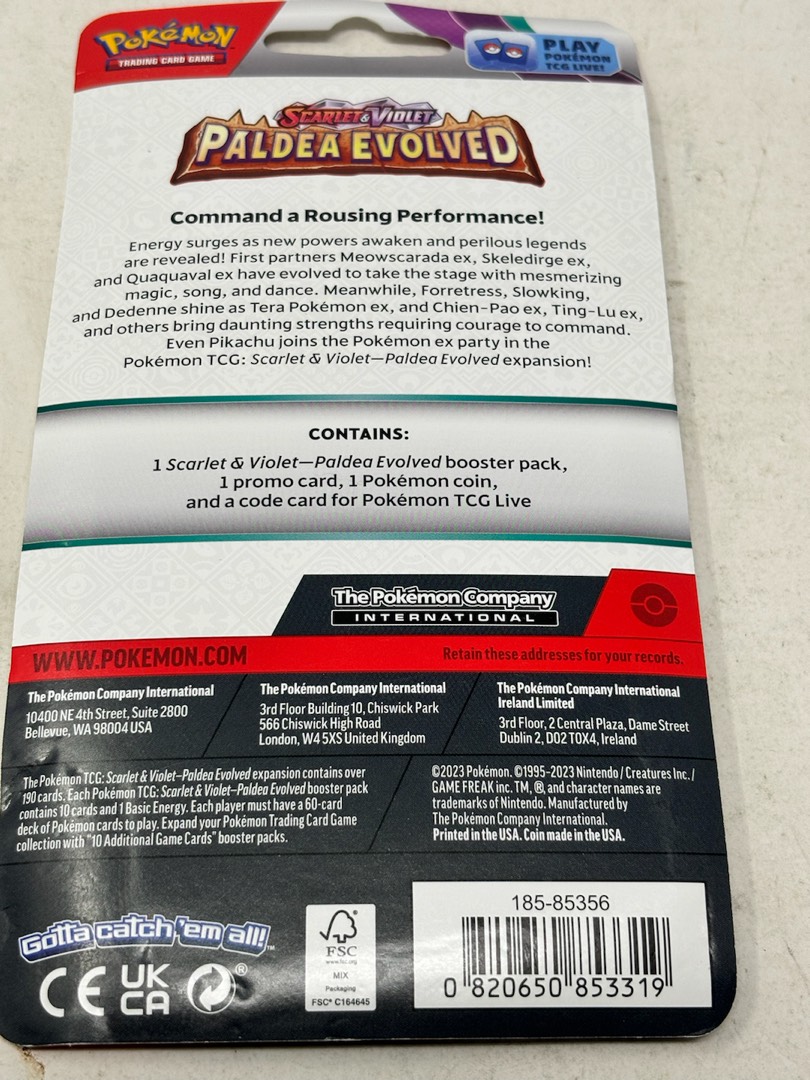 POKéMON
TRADING CARD GAME
PLAY
POKÉMON
TCG LIVE!
SCARLET & VIOLET
PALDEA EVOLVED
Command a Rousing Performance!
Energy surges as new powers awaken and perilous legends
are revealed! First partners Meowscarada ex, Skeledirge ex,
and Quaquaval ex have evolved to take the stage with mesmerizing
magic, song, and dance. Meanwhile, Forretress, Slowking,
and Dedenne shine as Tera Pokémon ex, and Chien-Pao ex, Ting-Lu ex,
and others bring daunting strengths requiring courage to command.
Even Pikachu joins the Pokémon ex party in the
Pokémon TCG: Scarlet & Violet—Paldea Evolved expansion!
CONTAINS:
1 Scarlet & Violet—Paldea Evolved booster pack,
1 promo card, 1 Pokémon coin,
and a code card for Pokémon TCG Live
The Pokémon Company
INTERNATIONAL
WWW.POKEMON.COM
Retain these addresses for your records.
The Pokémon Company International
10400 NE 4th Street, Suite 2800
Bellevue, WA 98004 USA
The Pokémon Company International
3rd Floor Building 10, Chiswick Park
566 Chiswick High Road
London, W4 5XS United Kingdom
The Pokémon Company International
Ireland Limited
3rd Floor, 2 Central Plaza, Dame Street
Dublin 2, D02 T0X4, Ireland
The Pokémon TCG: Scarlet & Violet–Paldea Evolved expansion contains over
190 cards. Each Pokémon TCG: Scarlet & Violet–Paldea Evolved booster pack
contains 10 cards and 1 Basic Energy. Each player must have a 60-card
deck of Pokémon cards to play. Expand your Pokémon Trading Card Game
collection with "10 Additional Game Cards" booster packs.
©2023 Pokémon. ©1995–2023 Nintendo / Creatures Inc. /
GAME FREAK inc. TM, ®, and character names are
trademarks of Nintendo. Manufactured by
The Pokémon Company International.
Printed in the USA. Coin made in the USA.
Gotta catch 'em all!™
CE UK
CA
®
FSC
www.fsc.org
MIX
Packaging
FSC® C164645
185-85356
0 820650 853319